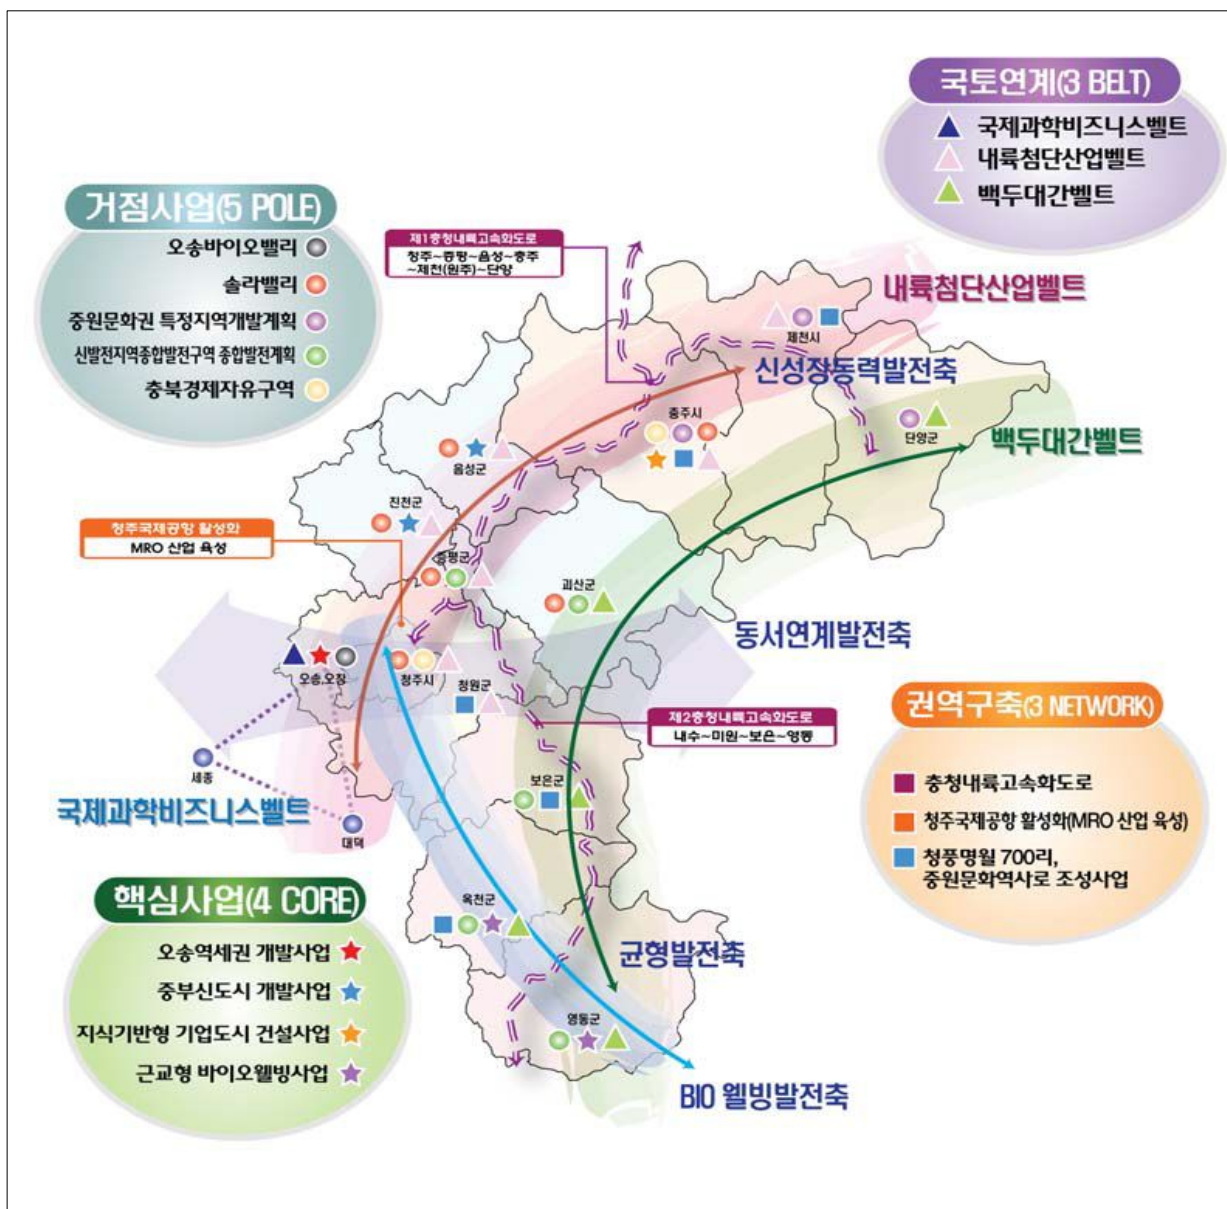 국토연계(3 BELT)
국제과학비즈니스벨트
내륙첨단산업벨트
백두대간벨트
거점사업(5 POLE)
오송바이오밸리
솔라밸리
중원문화권 특정지역개발계획
신발전지역종합발전구역 종합발전계획
충북경제자유구역
제1충청내륙고속화도로
청주~증평~음성~충주
~제천(원주)~단양
내륙첨단산업벨트
제천시
신성장동력발전축
충주시
단양군
백두대간벨트
음성군
진천군
청주국제공항 활성화
MRO 산업 육성
증평군
괴산군
동서연계발전축
오송,오창
청주시
청원군
제2충청내륙고속화도로
내수~미원~보은~영동
권역구축(3 NETWORK)
충청내륙고속화도로
청주국제공항 활성화(MRO 산업 육성)
청풍명월 700리,
중원문화역사로 조성사업
세종
보은군
국제과학비즈니스벨트
대덕
핵심사업(4 CORE)
오송역세권 개발사업
중부신도시 개발사업
지식기반형 기업도시 건설사업
근교형 바이오웰빙사업
옥천군
균형발전축
영동군
BIO 웰빙발전축